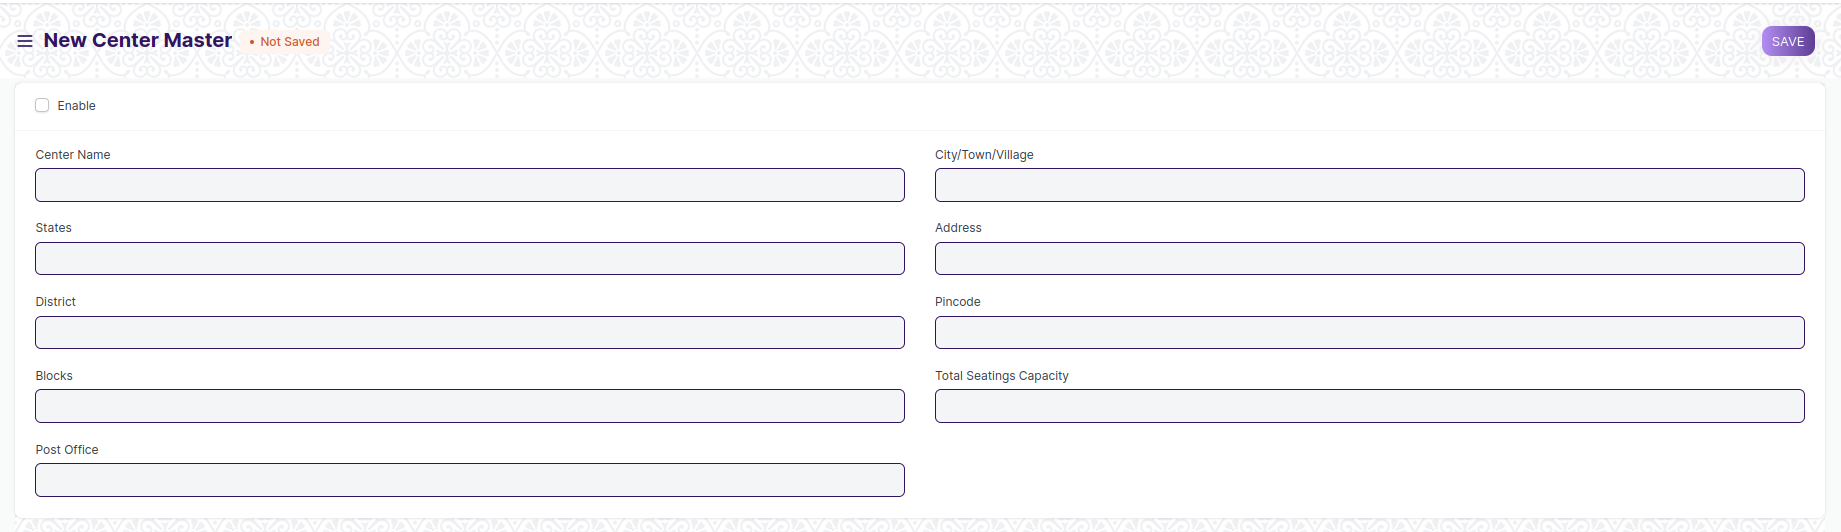 New Center Master • Not Saved
SAVE
Enable
Center Name
City/Town/Village
States
Address
District
Pincode
Blocks
Total Seatings Capacity
Post Office